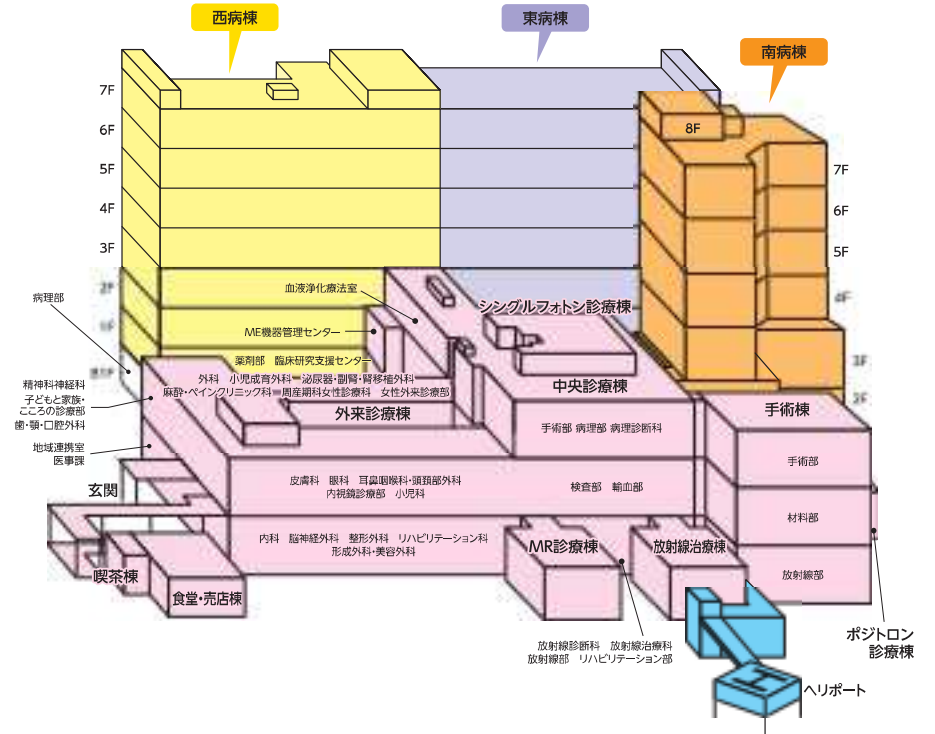 西病棟
東病棟
南病棟
7F
6F
5F
4F
3F
2F
1F
8F
7F
6F
5F
4F
3F
2F
病理部
血液浄化療法室
シングルフォトン診療棟
ME機器管理センター
薬剤部　臨床研究支援センター
精神科神経科
子どもと家族・
こころの診療部
歯・顎・口腔外科
外科　小児成育外科　泌尿器・副腎・腎移植外科
麻酔・ペインクリニック科　周産期科女性診療科　女性外来診療部
外来診療棟
中央診療棟
手術棟
手術部 病理部 病理診断科
手術部
地域連携室
医事課
玄関
皮膚科　眼科　耳鼻咽喉科・頭頸部外科
内視鏡診療部　小児科
検査部　輸血部
材料部
内科　脳神経外科　整形外科　リハビリテーション科
形成外科・美容外科
MR診療棟
放射線治療棟
放射線部
喫茶棟
食堂・売店棟
放射線診断科　放射線治療科
放射線部　リハビリテーション部
ポジトロン
診療棟
ヘリポート
H